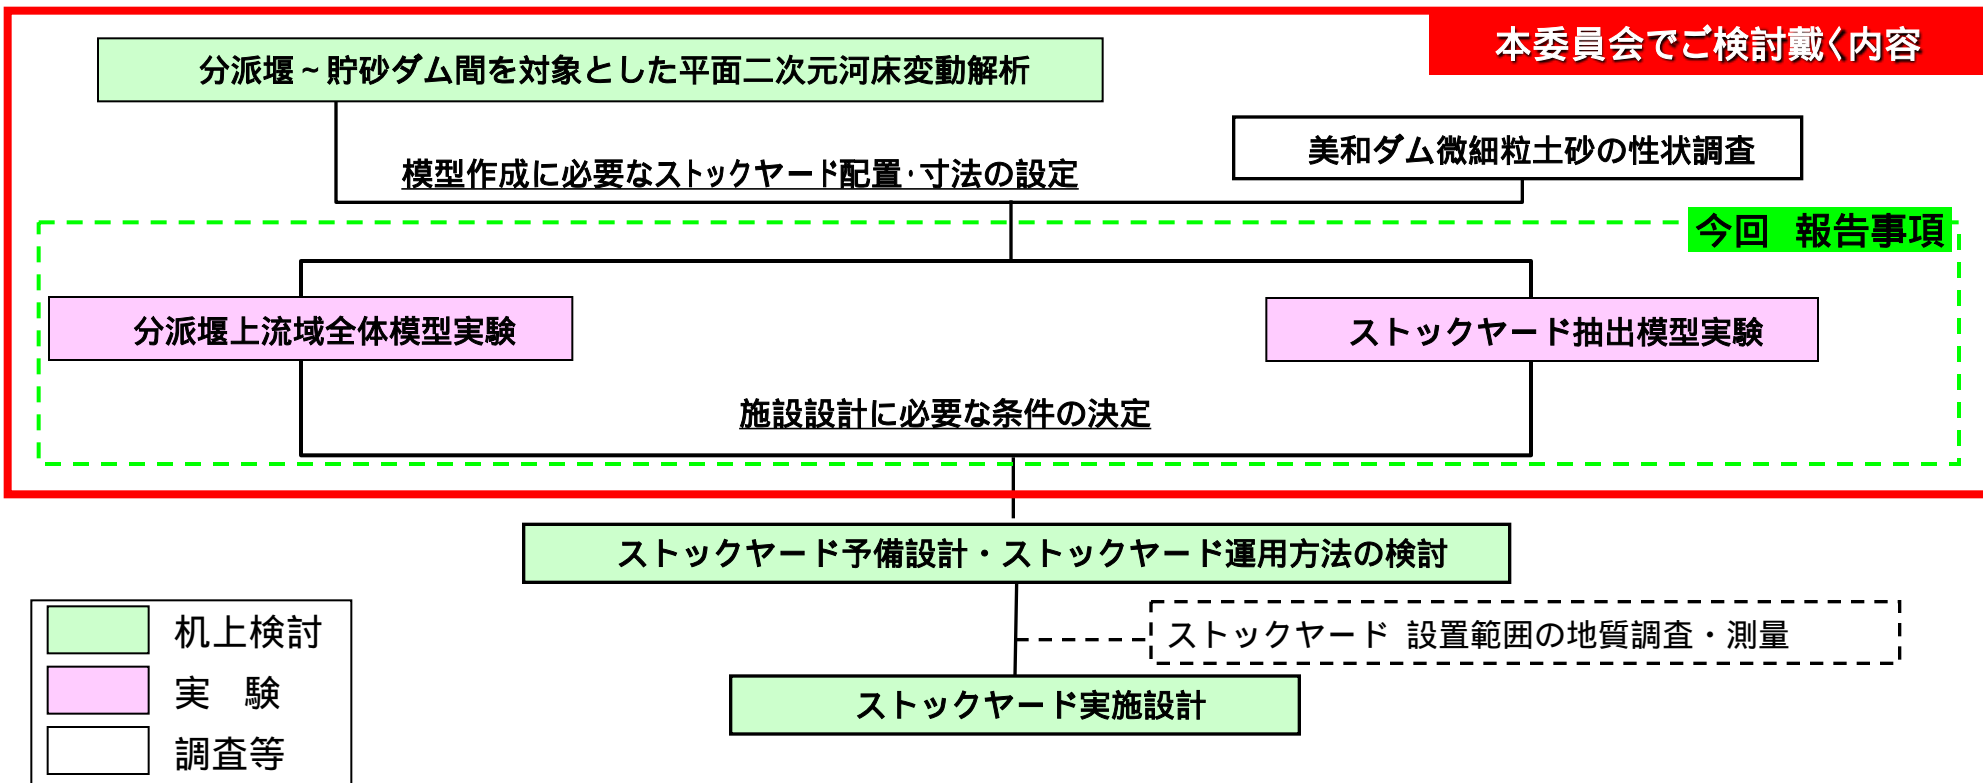 本委員会でご検討戴く内容
分派堰~貯砂ダム間を対象とした平面二次元河床変動解析
美和ダム微細粒土砂の性状調査
模型作成に必要なストックヤード配置・寸法の設定
今回 報告事項
分派堰上流域全体模型実験
ストックヤード抽出模型実験
施設設計に必要な条件の決定
ストックヤード予備設計・ストックヤード運用方法の検討
ストックヤード 設置範囲の地質調査・測量
ストックヤード実施設計
机上検討
実 験
調査等